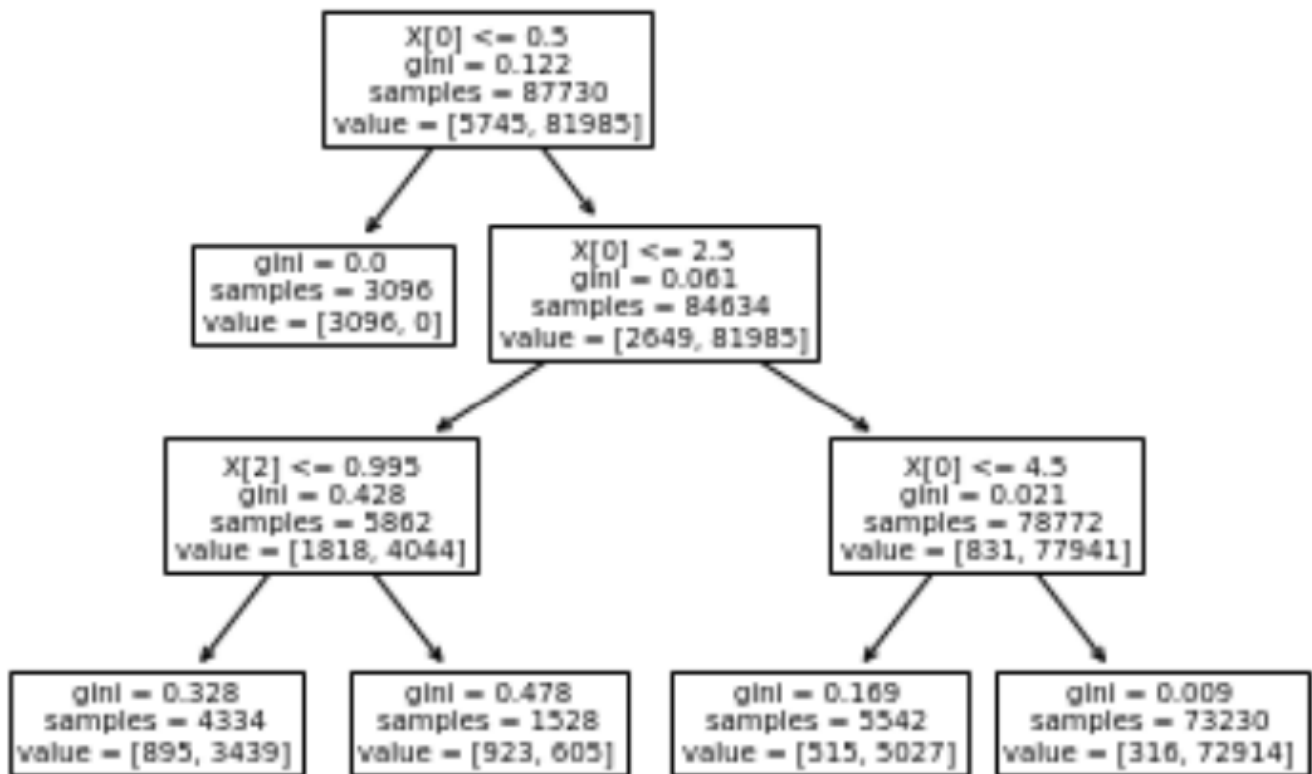 X[0] <= 0.5
gini = 0.122
samples = 87730
value = [5745, 81985]
gini = 0.0
samples = 3096
value = [3096, 0]
X[0] <= 2.5
gini = 0.061
samples = 84634
value = [2649, 81985]
X[2] <= 0.995
gini = 0.428
samples = 5862
value = [1818, 4044]
X[0] <= 4.5
gini = 0.021
samples = 78772
value = [831, 77941]
gini = 0.328
samples = 4334
value = [895, 3439]
gini = 0.478
samples = 1528
value = [923, 605]
gini = 0.169
samples = 5542
value = [515, 5027]
gini = 0.009
samples = 73230
value = [316, 72914]